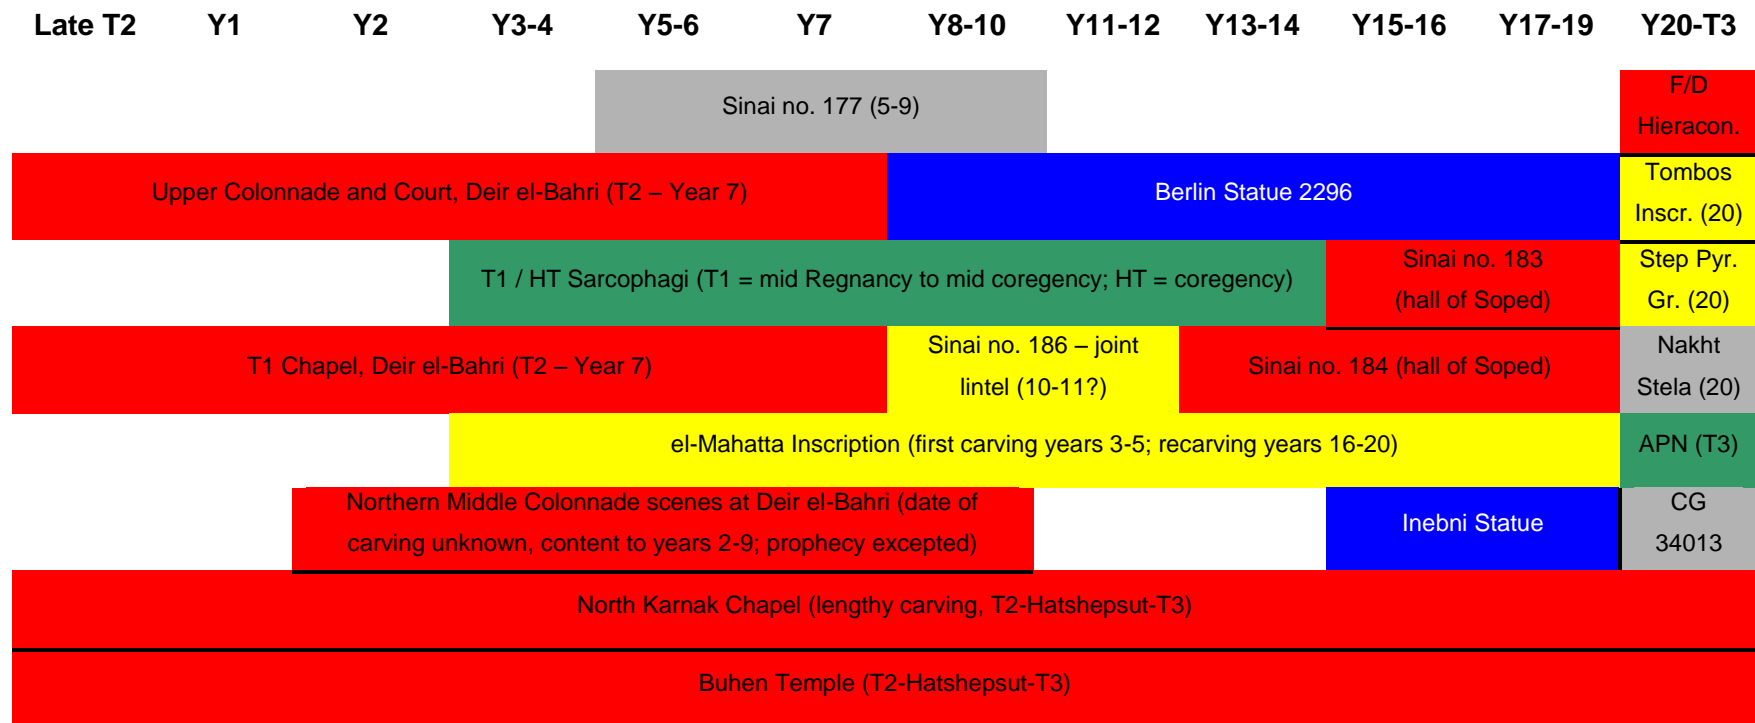 Late T2 Y1 Y2 Y3-4 Y5-6 Y7 Y8-10 Y11-12 Y13-14 Y15-16 Y17-19 Y20-T3
Sinai no. 177 (5-9)
F/D
Hieracon.
Upper Colonnade and Court, Deir el-Bahri (T2 – Year 7)
Berlin Statue 2296
Tombos
Inscr. (20)
T1 / HT Sarcophagi (T1 = mid Regnancy to mid coregency; HT = coregency)
Sinai no. 183
(hall of Soped)
Step Pyr.
Gr. (20)
T1 Chapel, Deir el-Bahri (T2 – Year 7)
Sinai no. 186 – joint
lintel (10-11?)
Sinai no. 184 (hall of Soped)
Nakht
Stela (20)
el-Mahatta Inscription (first carving years 3-5; recarving years 16-20)
APN (T3)
Northern Middle Colonnade scenes at Deir el-Bahri (date of
carving unknown, content to years 2-9; prophecy excepted)
Inebni Statue
CG
34013
North Karnak Chapel (lengthy carving, T2-Hatshepsut-T3)
Buhen Temple (T2-Hatshepsut-T3)